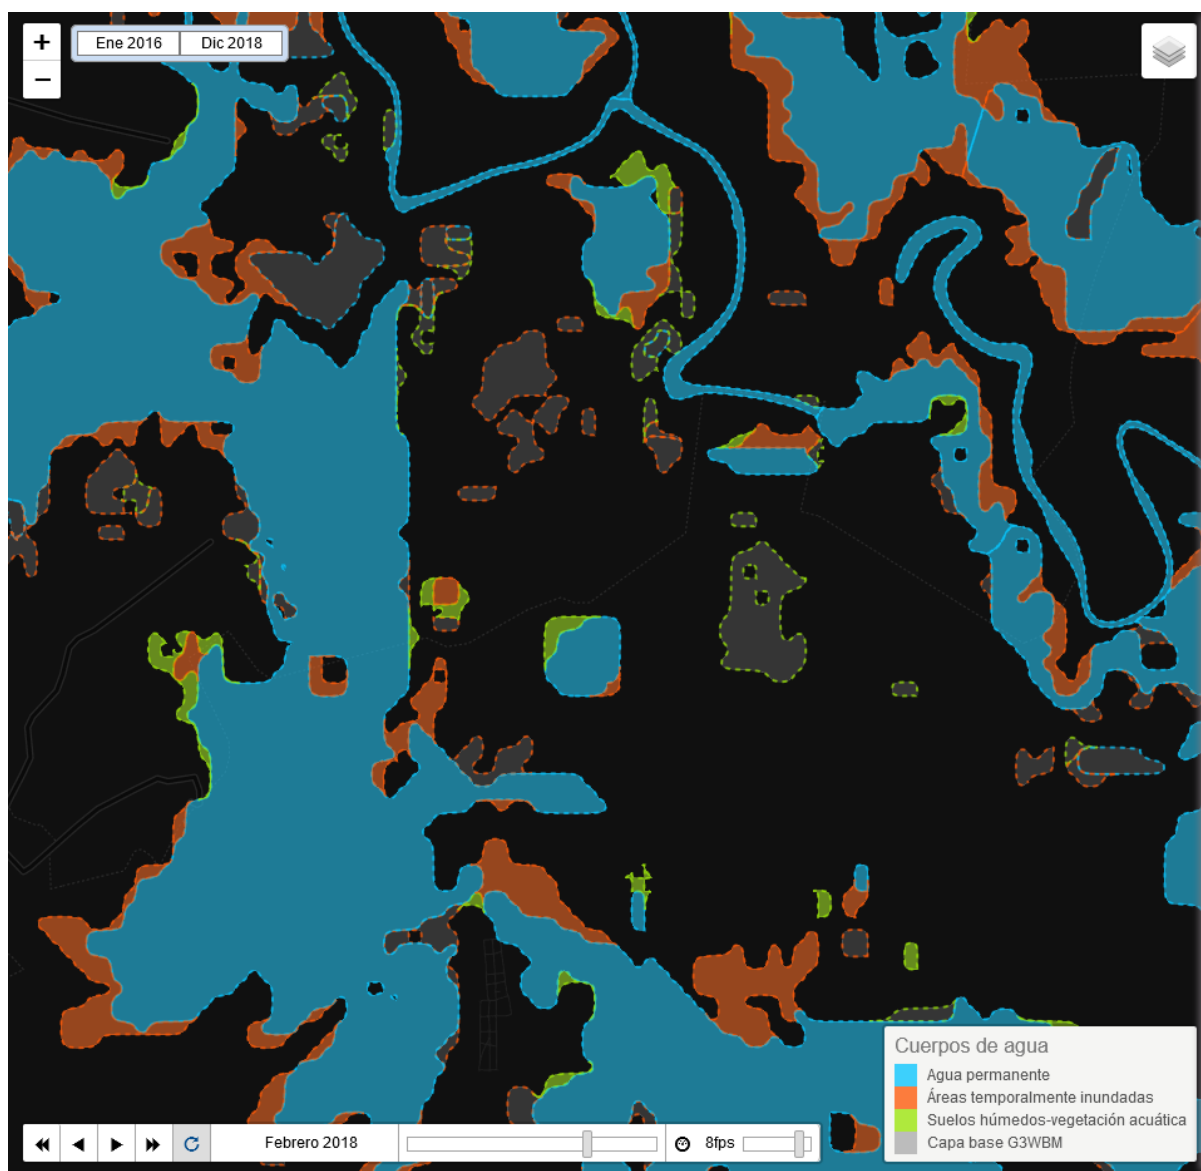 +
Ene 2016 Dic 2018
−
Cuerpos de agua
Agua permanente
Áreas temporalmente inundadas
Suelos húmedos-vegetación acuática
Capa base G3WBM
Febrero 2018 8fps